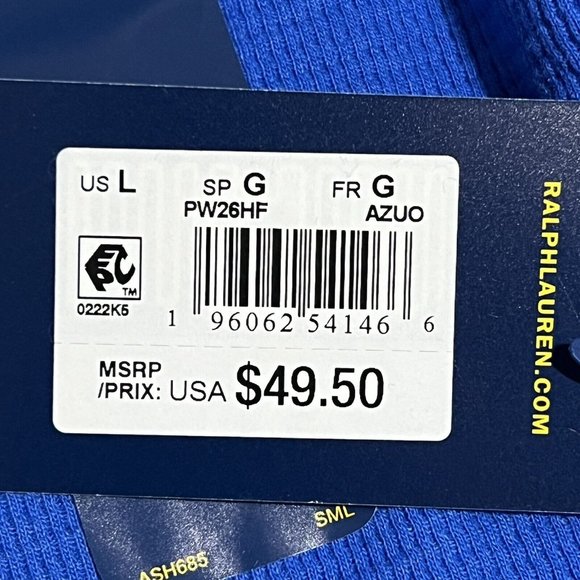 US L SP G FR G
PW26HF AZUO
TM
0222K5
1 96062 54146 6
MSRP
/PRIX: USA $49.50
RALPHLAUREN.COM
SML
ASH685